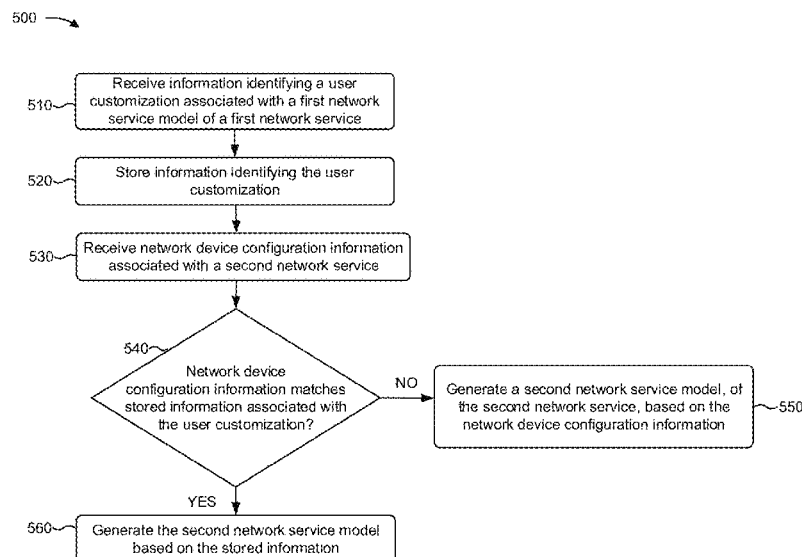 500
510
Receive information identifying a user
customization associated with a first network
service model of a first network service
520
Store information identifying the user
customization
530
Receive network device configuration information
associated with a second network service
540
Network device
configuration information matches
stored information associated with
the user customization?
NO
Generate a second network service model, of
the second network service, based on the
network device configuration information
550
YES
560
Generate the second network service model
based on the stored information